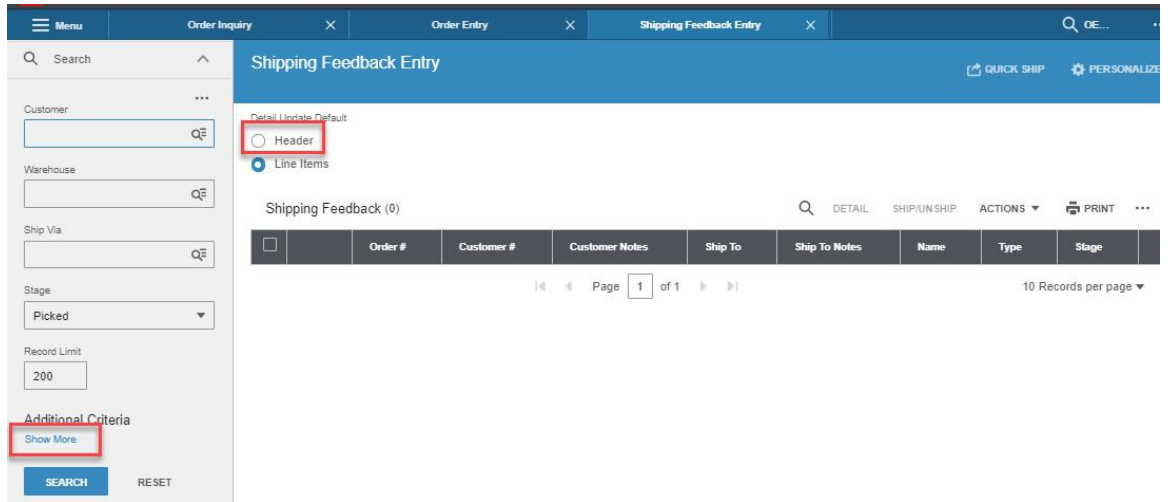 Menu
Order Inquiry
Order Entry
Shipping Feedback Entry
OE...
Search
Customer
Warehouse
Ship Via
Stage
Picked
Record Limit
200
Additional Criteria
Show More
SEARCH RESET
Shipping Feedback Entry
QUICK SHIP PERSONALIZE
Detail Update Default
Header
Line Items
Shipping Feedback (0)
DETAIL SHIP/UNSHIP ACTIONS PRINT ...
Order # Customer # Customer Notes Ship To Ship To Notes Name Type Stage
Page 1 of 1
10 Records per page